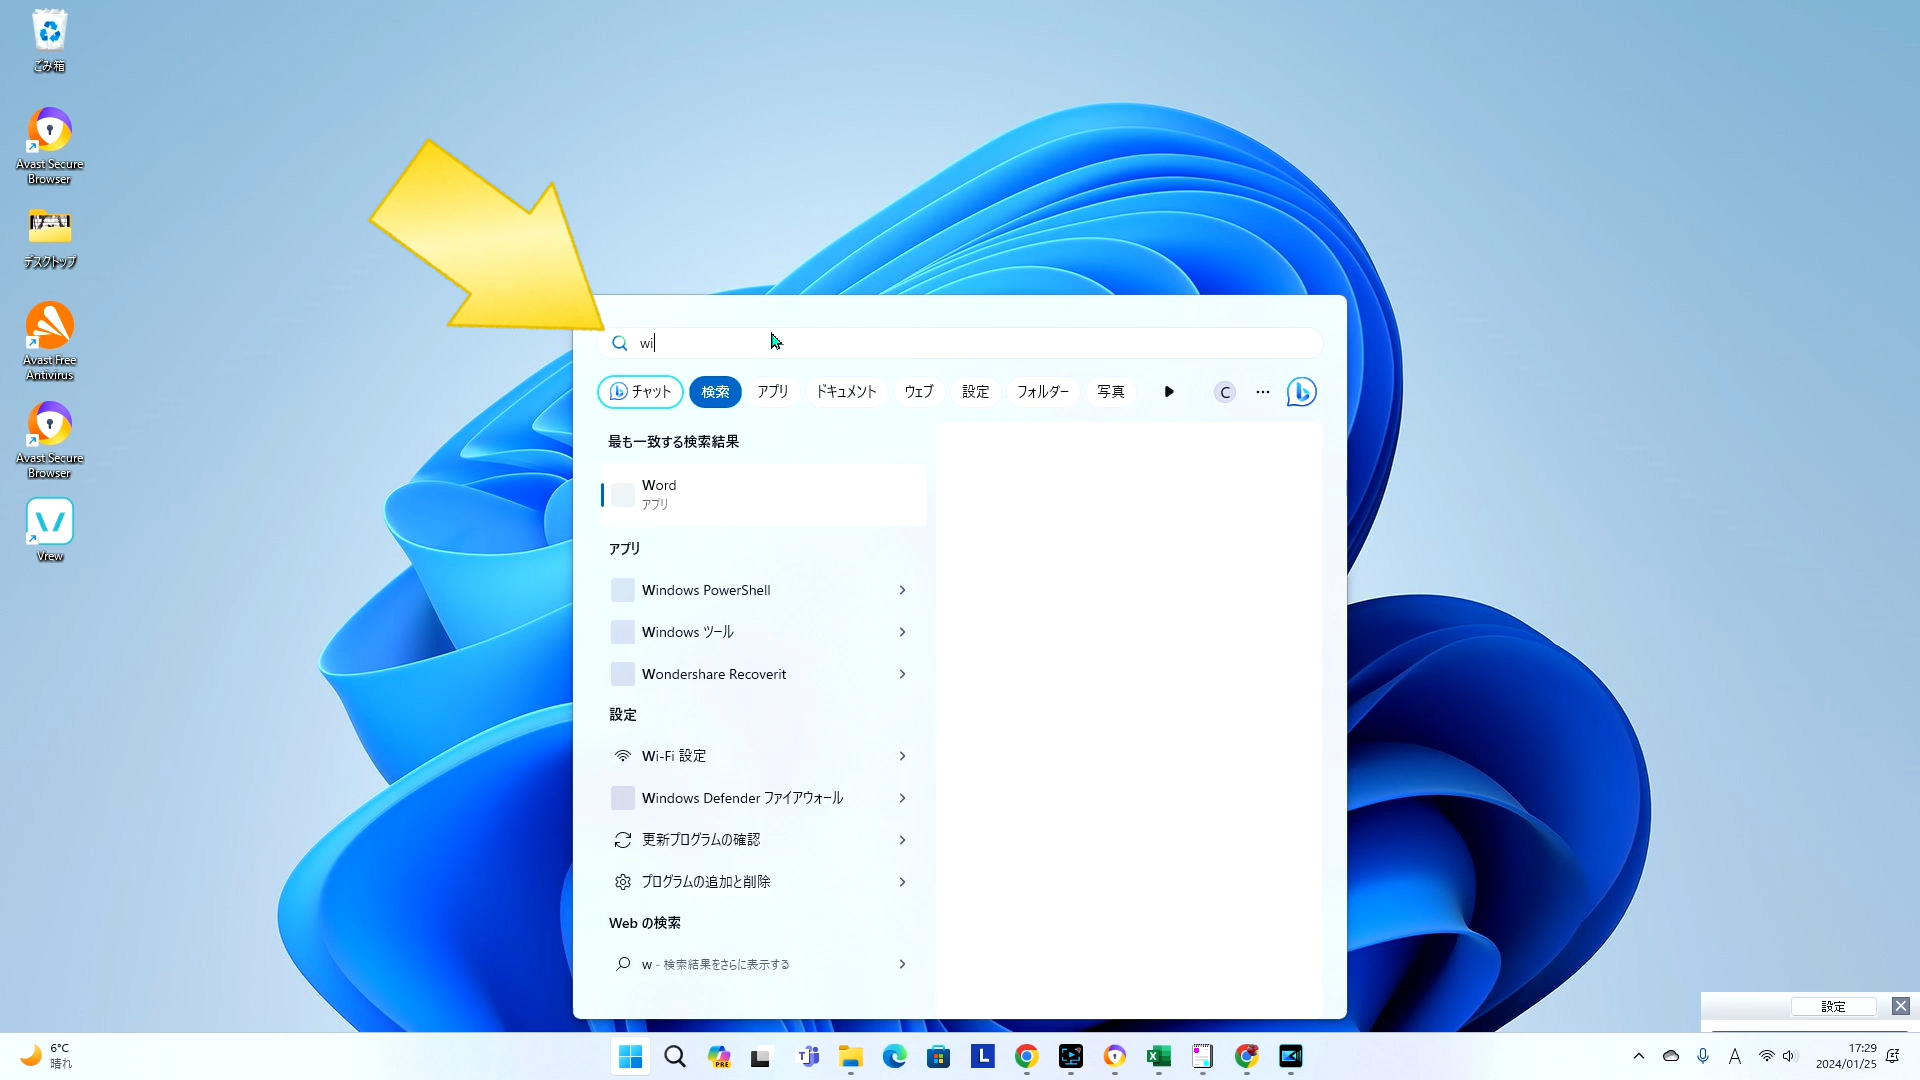 ごみ箱
Avast Secure
Browser
デスクトップ
Avast Free
Antivirus
Avast Secure
Browser
Vrew
wi
チャット
検索
アプリ
ドキュメント
ウェブ
設定
フォルダー
写真
C
最も一致する検索結果
Word
アプリ
アプリ
Windows PowerShell
Windows ツール
Wondershare Recoverit
設定
Wi-Fi 設定
Windows Defender ファイアウォール
更新プログラムの確認
プログラムの追加と削除
Web の検索
w - 検索結果をさらに表示する
設定
6°C
晴れ
PRE
L
A
17:29
2024/01/25